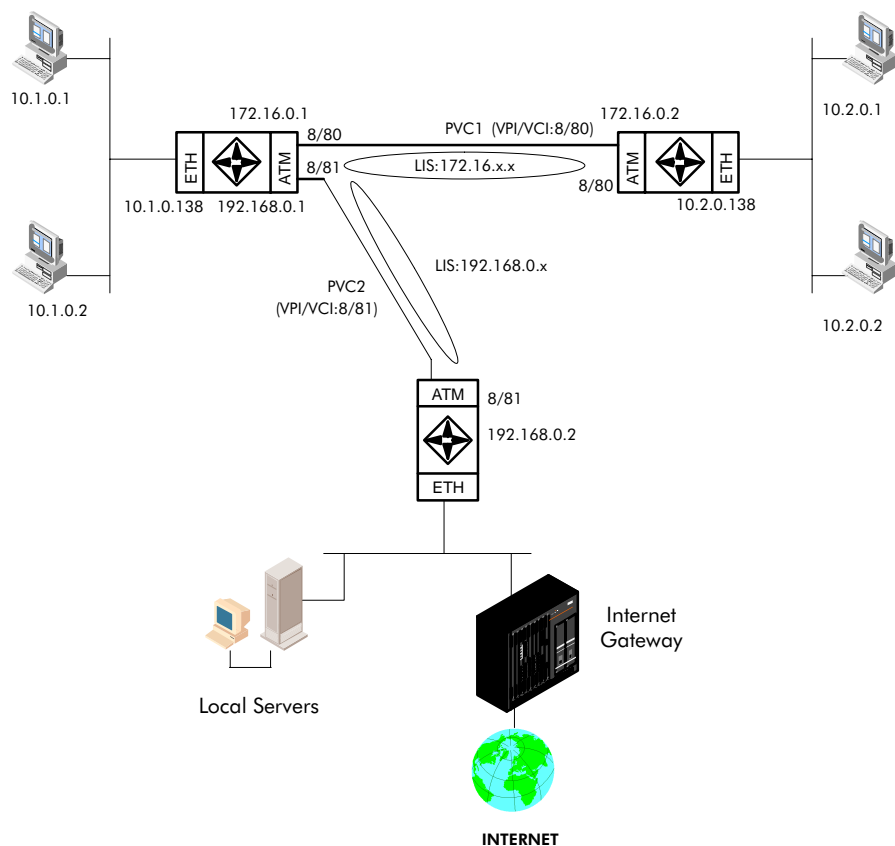 10.1.0.1
10.2.0.1
172.16.0.1
172.16.0.2
PVC1 (VPI/VCI:8/80)
8/80
8/81
ETH
ATM
LIS:172.16.x.x
8/80
ATM
ETH
10.1.0.138
192.168.0.1
10.2.0.138
10.1.0.2
10.2.0.2
LIS:192.168.0.x
PVC2
(VPI/VCI:8/81)
ATM
8/81
192.168.0.2
ETH
Internet
Gateway
Local Servers
INTERNET